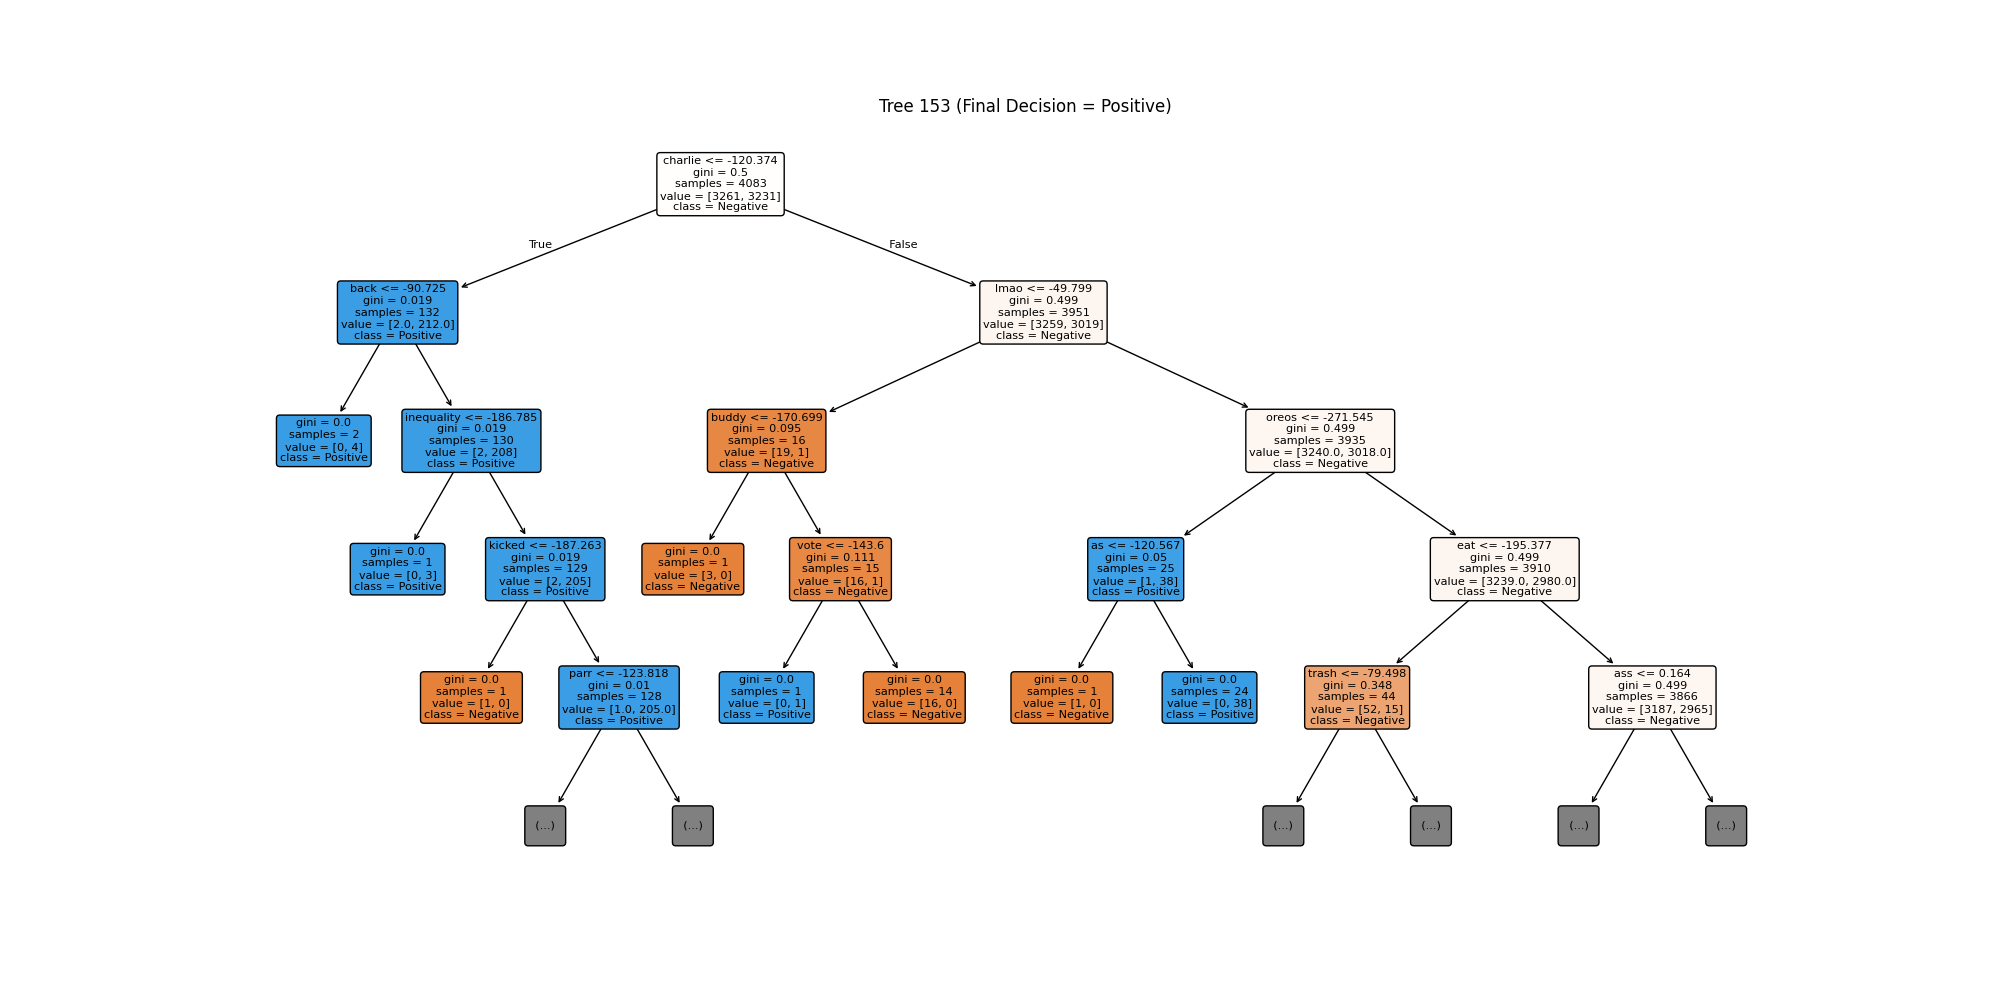 Tree 153 (Final Decision = Positive)
charlie <= -120.374
gini = 0.5
samples = 4083
value = [3261, 3231]
class = Negative
True
False
back <= -90.725
gini = 0.019
samples = 132
value = [2.0, 212.0]
class = Positive
lmao <= -49.799
gini = 0.499
samples = 3951
value = [3259, 3019]
class = Negative
gini = 0.0
samples = 2
value = [0, 4]
class = Positive
inequality <= -186.785
gini = 0.019
samples = 130
value = [2, 208]
class = Positive
buddy <= -170.699
gini = 0.095
samples = 16
value = [19, 1]
class = Negative
oreos <= -271.545
gini = 0.499
samples = 3935
value = [3240.0, 3018.0]
class = Negative
gini = 0.0
samples = 1
value = [0, 3]
class = Positive
kicked <= -187.263
gini = 0.019
samples = 129
value = [2, 205]
class = Positive
gini = 0.0
samples = 1
value = [3, 0]
class = Negative
vote <= -143.6
gini = 0.111
samples = 15
value = [16, 1]
class = Negative
as <= -120.567
gini = 0.05
samples = 25
value = [1, 38]
class = Positive
eat <= -195.377
gini = 0.499
samples = 3910
value = [3239.0, 2980.0]
class = Negative
gini = 0.0
samples = 1
value = [1, 0]
class = Negative
parr <= -123.818
gini = 0.01
samples = 128
value = [1.0, 205.0]
class = Positive
gini = 0.0
samples = 1
value = [0, 1]
class = Positive
gini = 0.0
samples = 14
value = [16, 0]
class = Negative
gini = 0.0
samples = 1
value = [1, 0]
class = Negative
gini = 0.0
samples = 24
value = [0, 38]
class = Positive
trash <= -79.498
gini = 0.348
samples = 44
value = [52, 15]
class = Negative
ass <= 0.164
gini = 0.499
samples = 3866
value = [3187, 2965]
class = Negative
(...)
(...)
(...)
(...)
(...)
(...)